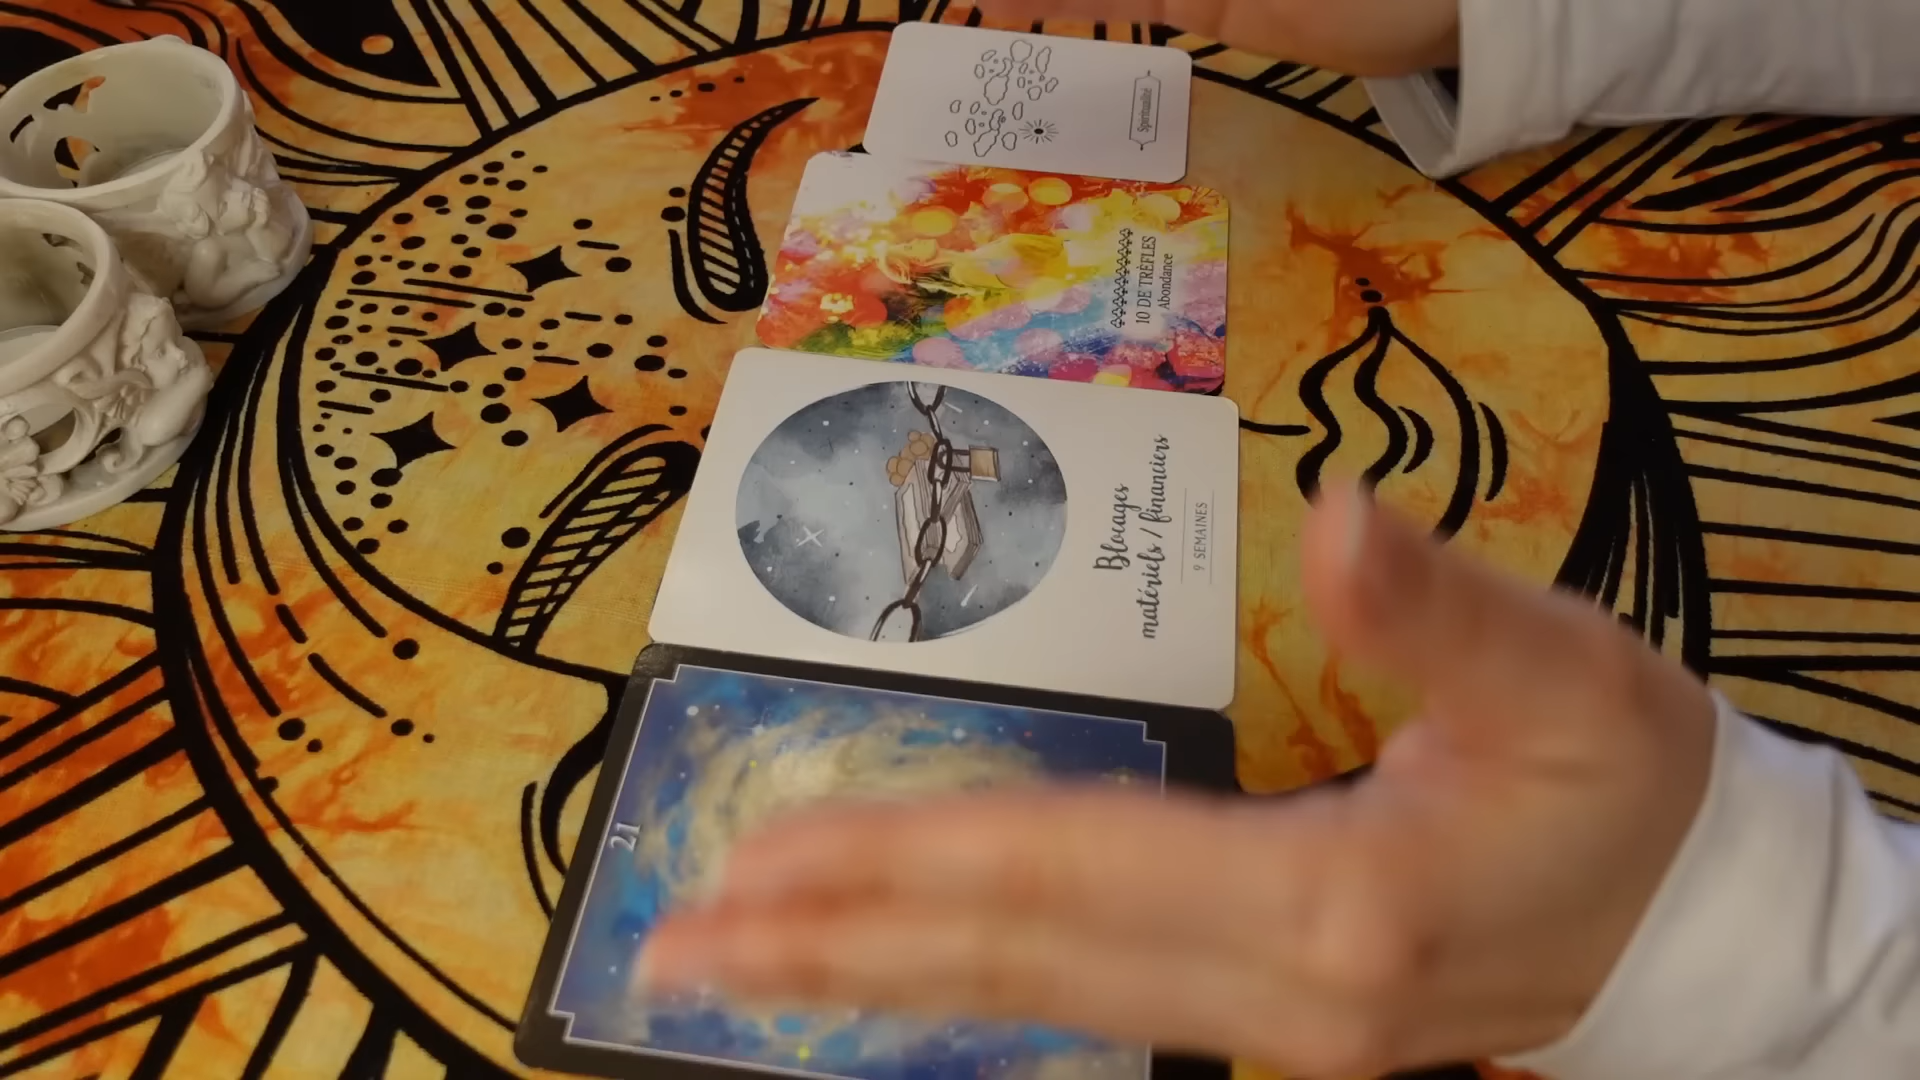 Spiritualité
10 DE TRÈFLES
Abondance
Blocages
matériels / financiers
9 SEMAINES
21